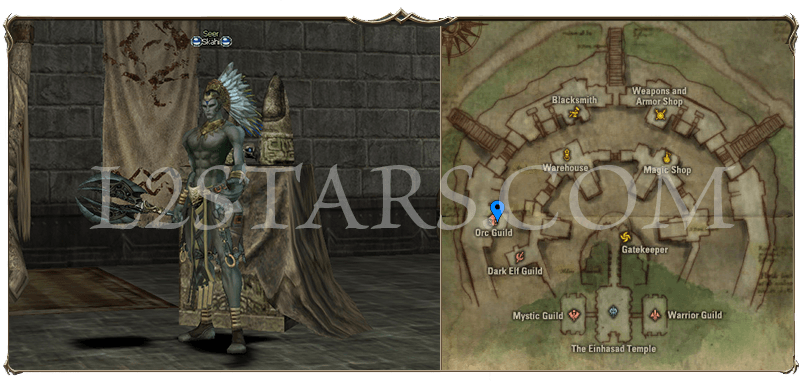 Seer
Skahi
L2STARS.COM
Blacksmith
Weapons and
Armor Shop
Warehouse
Magic Shop
Orc Guild
Gatekeeper
Dark Elf Guild
Mystic Guild
Warrior Guild
The Einhasad Temple